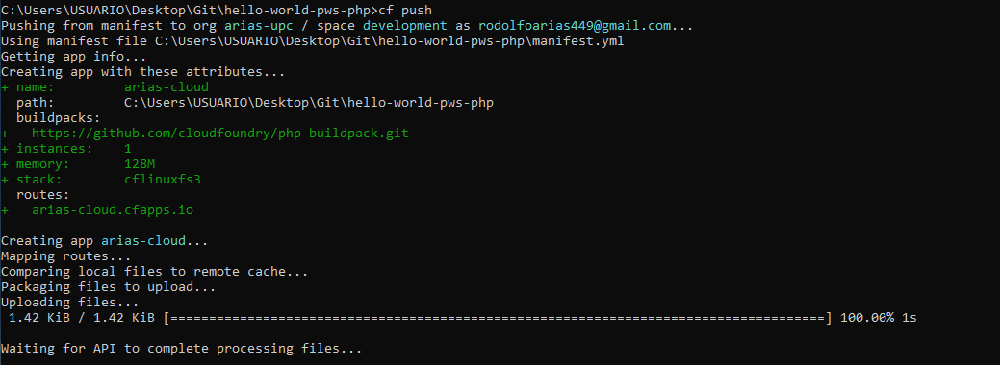 C:\Users\USUARIO\Desktop\Git\hello-world-pws-php>cf push
Pushing from manifest to org arias-upc / space development as rodolfoarias449@gmail.com...
Using manifest file C:\Users\USUARIO\Desktop\Git\hello-world-pws-php\manifest.yml
Getting app info...
Creating app with these attributes...
+ name:         arias-cloud
  path:         C:\Users\USUARIO\Desktop\Git\hello-world-pws-php
  buildpacks:
+   https://github.com/cloudfoundry/php-buildpack.git
+ instances:    1
+ memory:       128M
+ stack:        cflinuxfs3
  routes:
+   arias-cloud.cfapps.io

Creating app arias-cloud...
Mapping routes...
Comparing local files to remote cache...
Packaging files to upload...
Uploading files...
 1.42 KiB / 1.42 KiB [=====================================================================================] 100.00% 1s

Waiting for API to complete processing files...